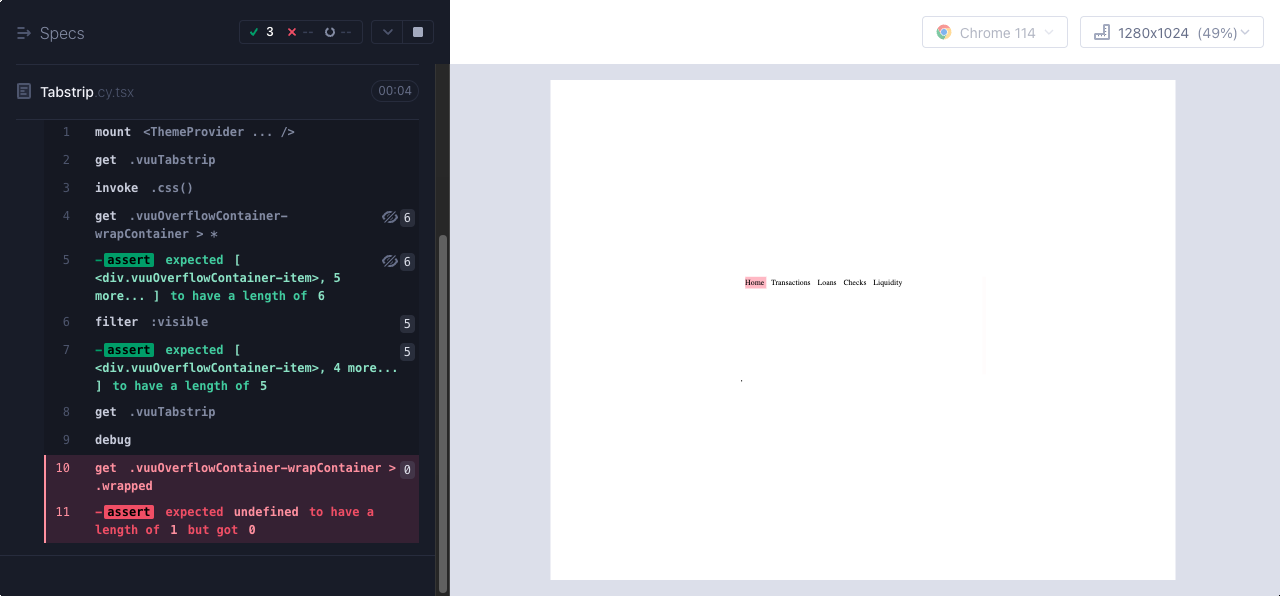 Specs
3
--
--
Chrome 114
1280x1024 (49%)
Tabstrip.cy.tsx
00:04
1 mount <ThemeProvider ... />
2 get .vuuTabstrip
3 invoke .css()
4 get .vuuOverflowContainer-
wrapContainer > * 6
5 -assert expected [
<div.vuuOverflowContainer-item>, 5
more... ] to have a length of 6 6
6 filter :visible 5
7 -assert expected [
<div.vuuOverflowContainer-item>, 4 more...
] to have a length of 5 5
8 get .vuuTabstrip
9 debug
10 get .vuuOverflowContainer-wrapContainer >
.wrapped 0
11 -assert expected undefined to have a
length of 1 but got 0
Home Transactions Loans Checks Liquidity